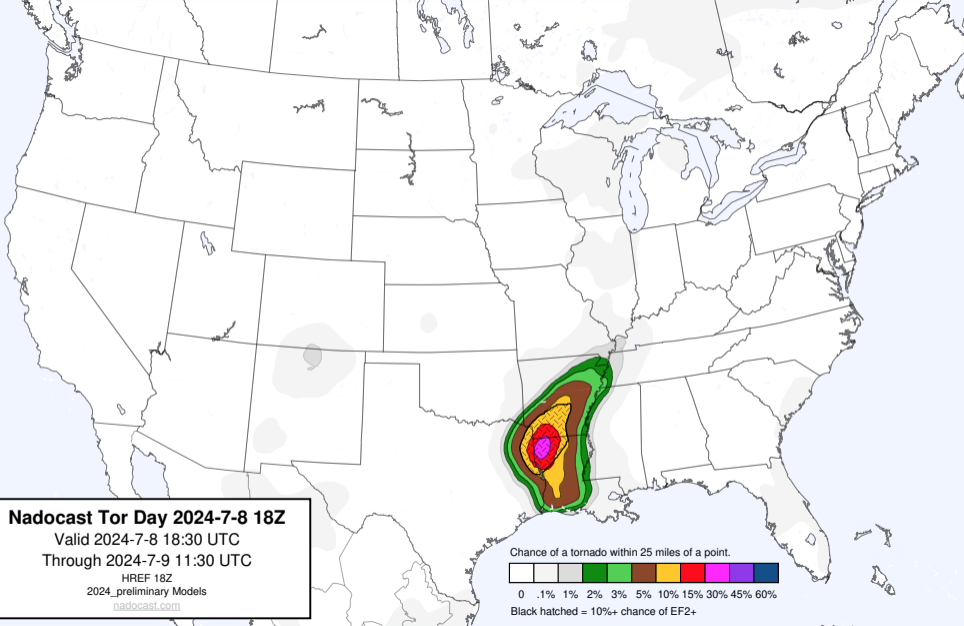 Nadocast Tor Day 2024-7-8 18Z
Valid 2024-7-8 18:30 UTC
Through 2024-7-9 11:30 UTC
HREF 18Z
2024_preliminary Models
nadocast.com
Chance of a tornado within 25 miles of a point.
0 .1% 1% 2% 3% 5% 10% 15% 30% 45% 60%
Black hatched = 10%+ chance of EF2+